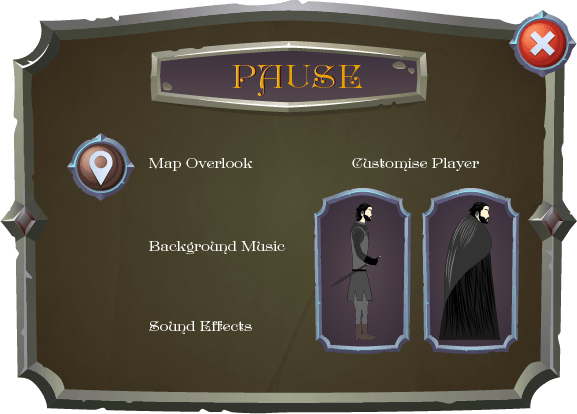 PAUSE
Map Overlook
Customise Player
Background Music
Sound Effects